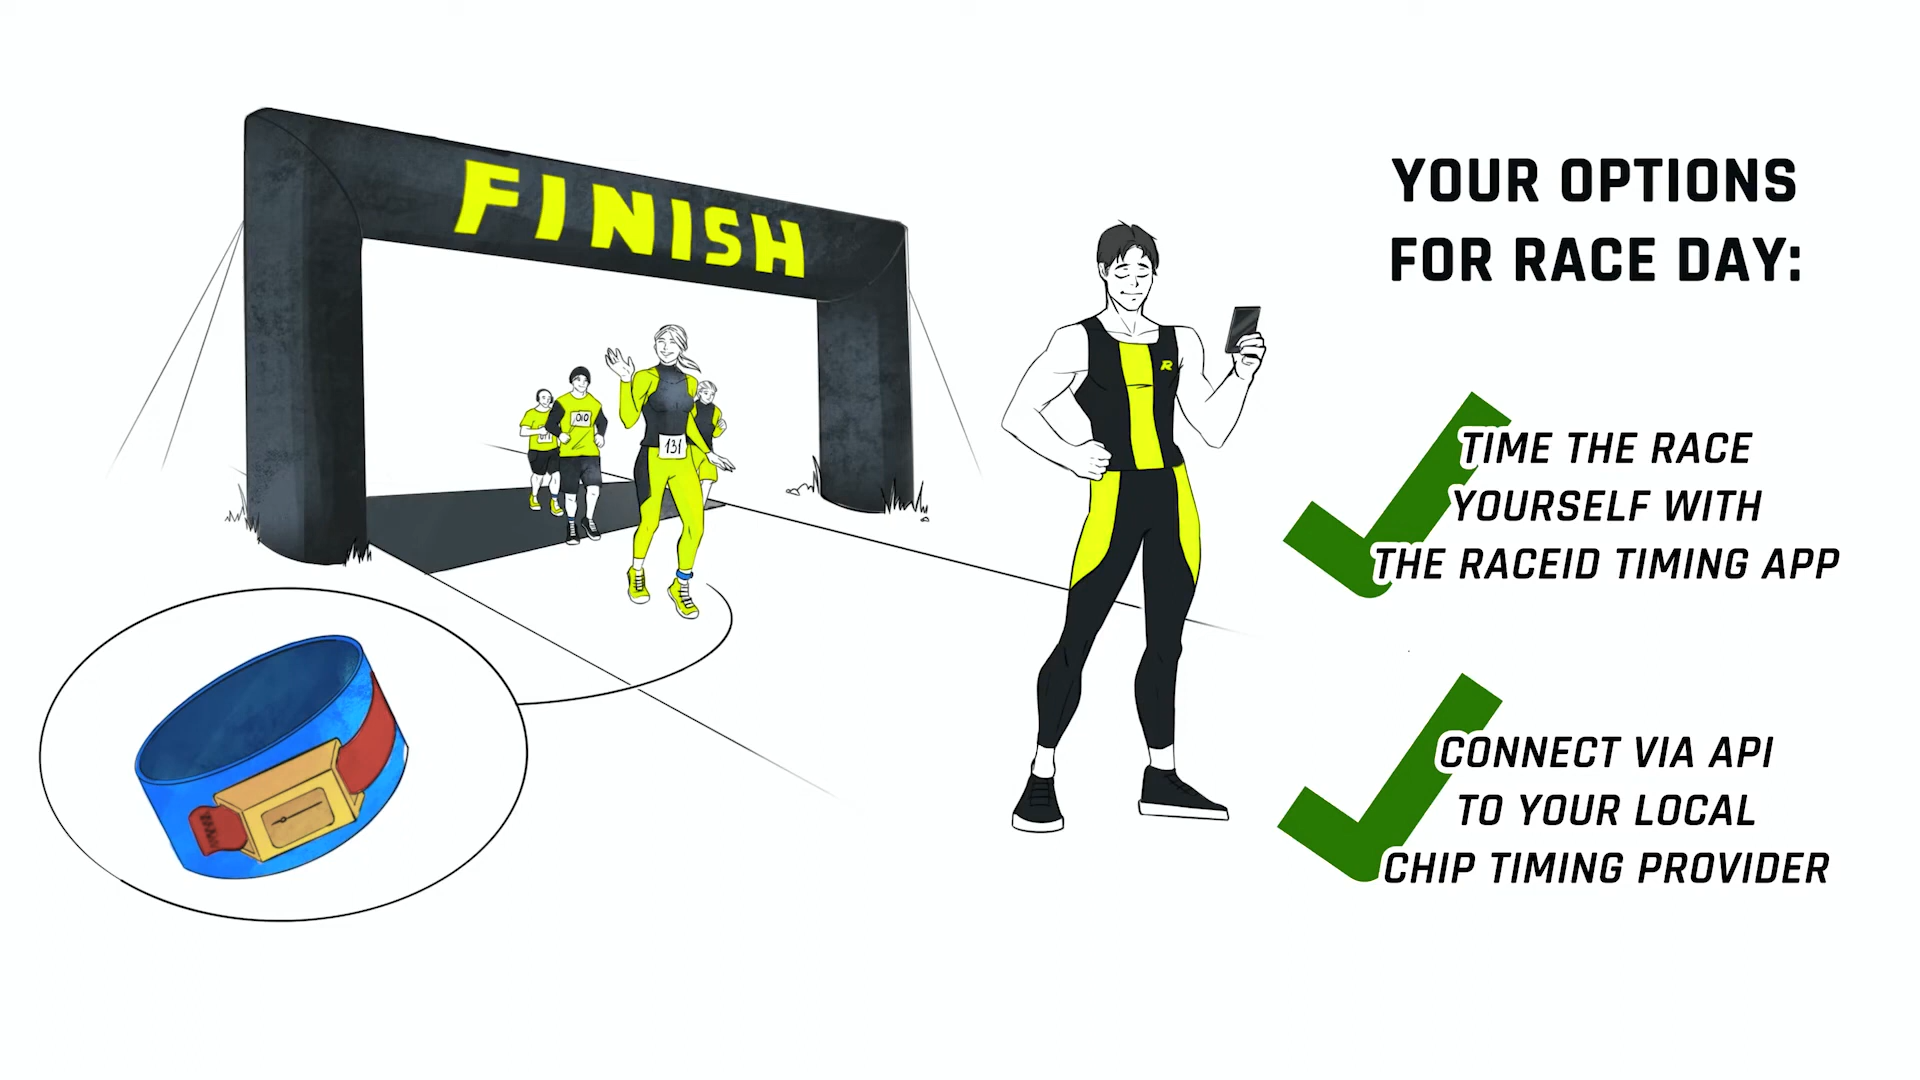 FINISH
YOUR OPTIONS
FOR RACE DAY:
R
010
131
TIME THE RACE
YOURSELF WITH
THE RACEID TIMING APP
CONNECT VIA API
TO YOUR LOCAL
CHIP TIMING PROVIDER